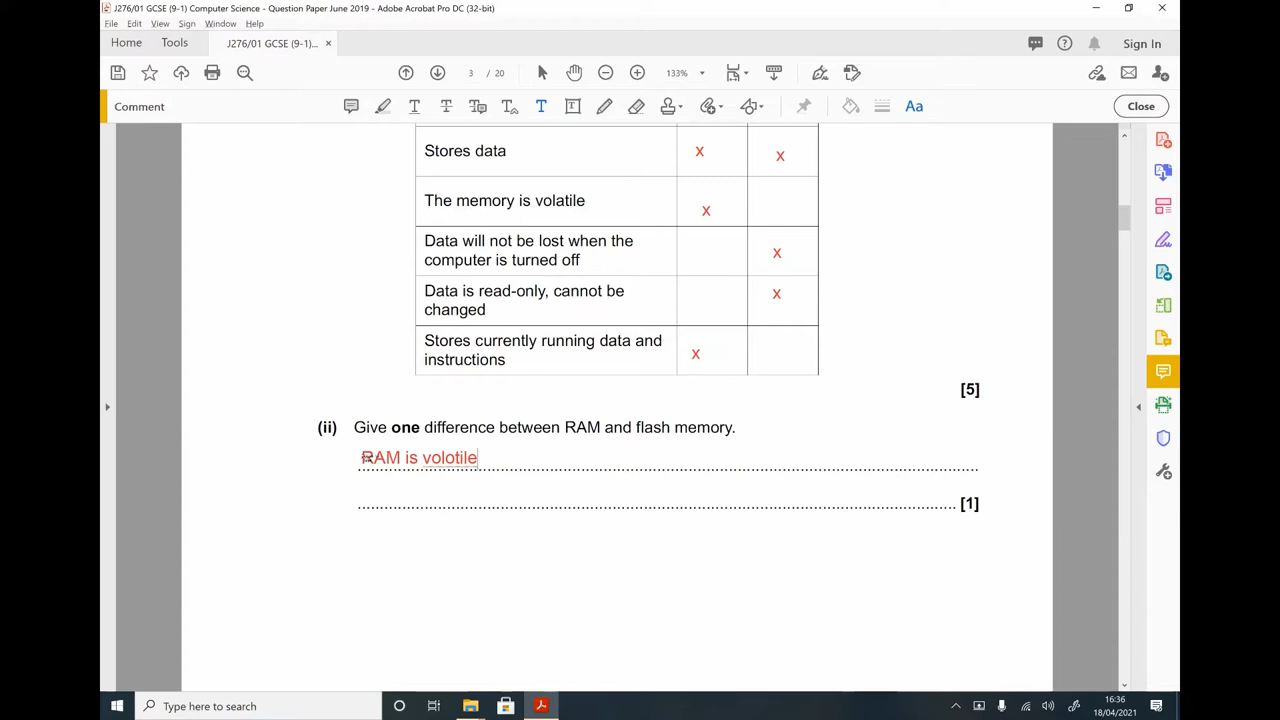 J276/01 GCSE (9-1) Computer Science - Question Paper June 2019 - Adobe Acrobat Pro DC (32-bit)
File Edit View Sign Window Help
Home Tools J276/01 GCSE (9-1)... × Sign In
3 / 20 133%
Comment Aa Close
Stores data x x
The memory is volatile x
Data will not be lost when the
computer is turned off x
Data is read-only, cannot be
changed x
Stores currently running data and
instructions x
[5]
(ii) Give one difference between RAM and flash memory.
RAM is volotile
[1]
Type here to search
16:36
18/04/2021